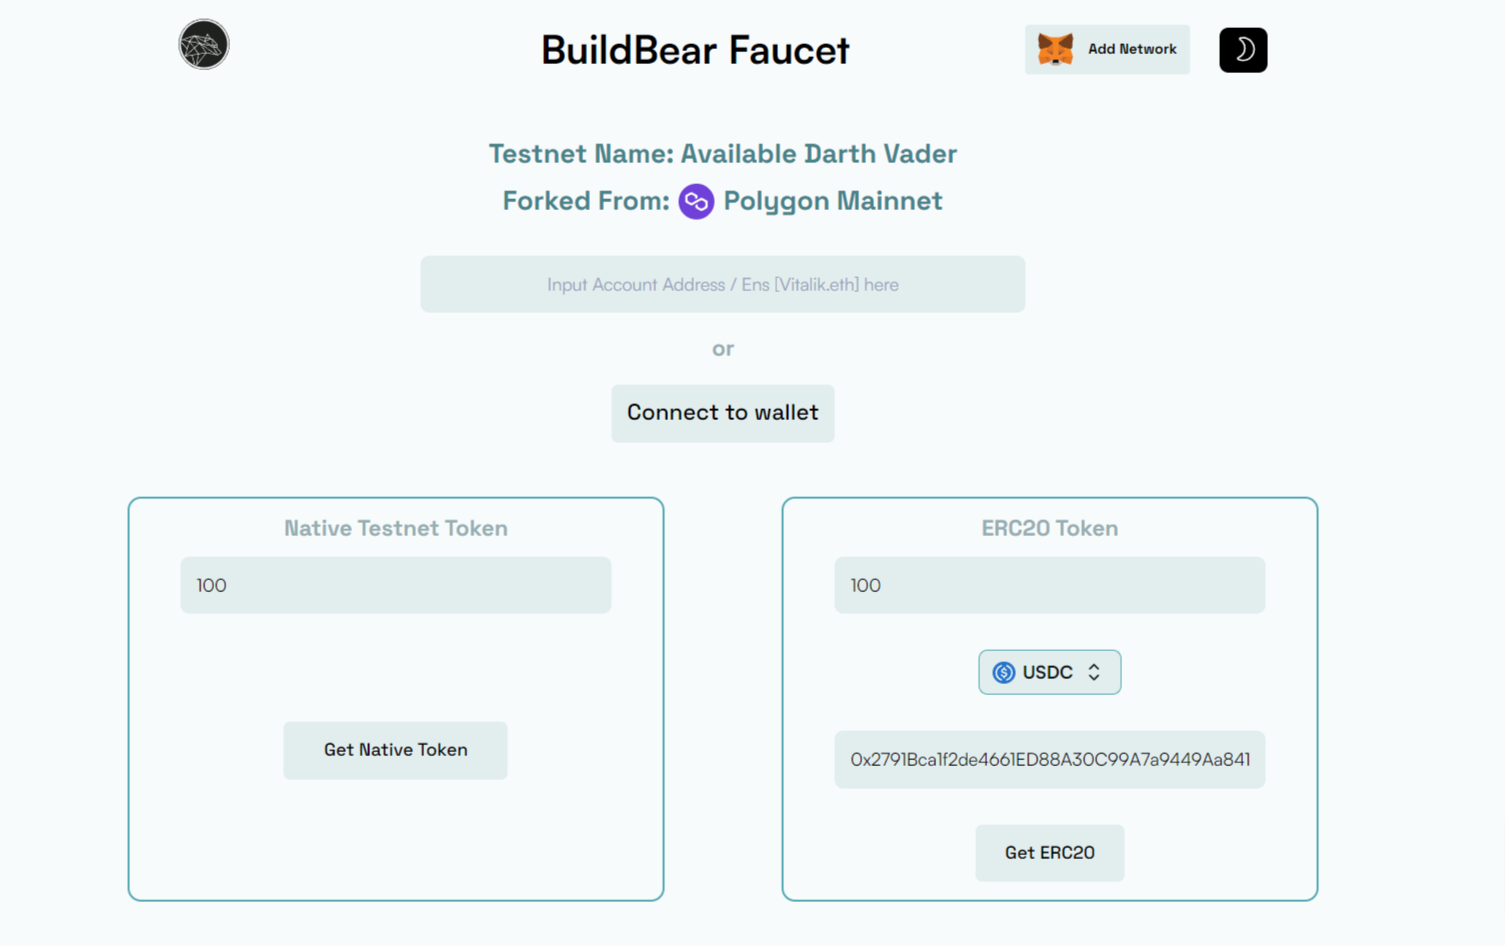 BuildBear Faucet
Add Network
Testnet Name: Available Darth Vader
Forked From: Polygon Mainnet
Input Account Address / Ens [Vitalik.eth] here
or
Connect to wallet
Native Testnet Token
100
Get Native Token
ERC20 Token
100
USDC
0x2791Bca1f2de4661ED88A30C99A7a9449Aa841
Get ERC20